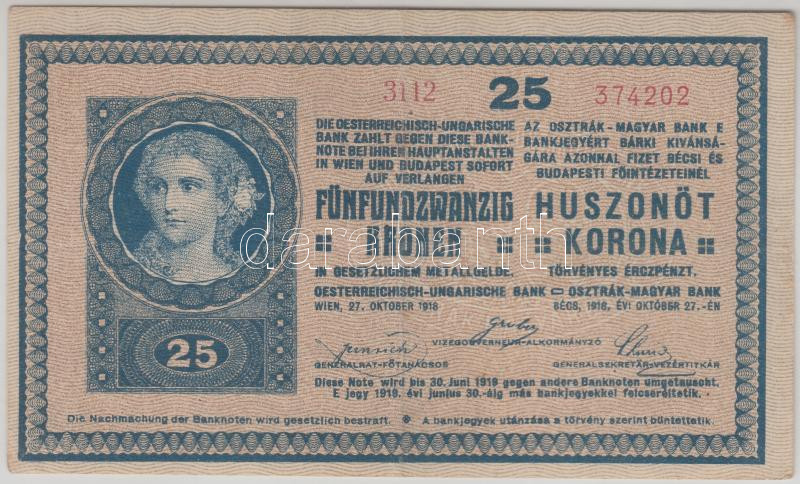 3112 25 374202
DIE OESTERREICHISCH-UNGARISCHE
BANK ZAHLT GEGEN DIESE BANK-
NOTE BEI IHREN HAUPTANSTALTEN
IN WIEN UND BUDAPEST SOFORT
AUF VERLANGEN
FÜNFUNDZWANZIG
KRONEN
IN GESETZLICHEM METALLGELDE.
AZ OSZTRÁK-MAGYAR BANK E
BANKJEGYÉRT BÁRKI KIVÁNSÁ-
GÁRA AZONNAL FIZET BÉCSI ÉS
BUDAPESTI FŐINTÉZETEINÉL
HUSZONÖT
KORONA
TÖRVÉNYES ÉRCZPÉNZT.
darabanth
OESTERREICHISCH-UNGARISCHE BANK OSZTRÁK-MAGYAR BANK
WIEN, 27. OKTOBER 1918 BÉCS, 1918. ÉVI OKTÓBER 27.-ÉN
Gruber
VIZEGOUVERNEUR-ALKORMÁNYZÓ
GENERALRAT-FŐTANÁCSOS GENERALSEKRETÄR-VEZÉRTITKÁR
25
Diese Note wird bis 30. Juni 1919 gegen andere Banknoten umgetauscht.
E jegy 1919. évi junius 30.-áig más bankjegyekkel felcseréltetik.
Die Nachmachung der Banknoten wird gesetzlich bestraft. A bankjegyek utánzása a törvény szerint büntettetik.